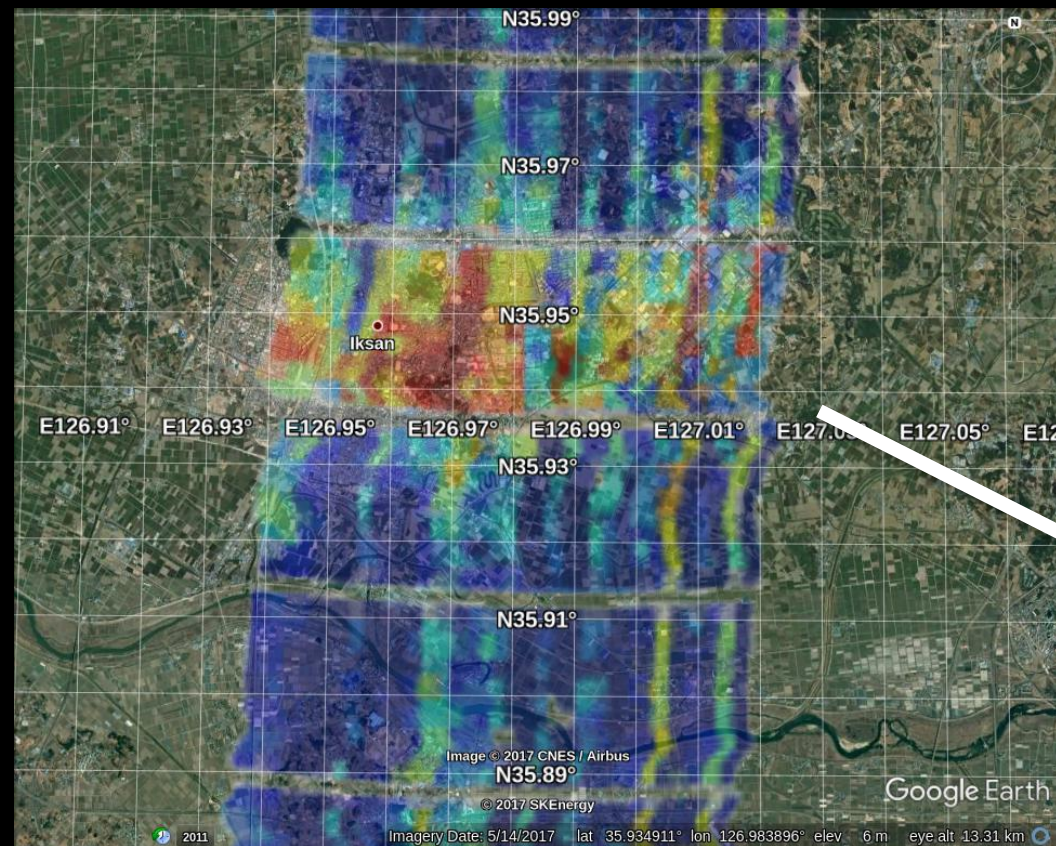 N
N35.99°
N35.97°
N35.95°
Iksan
E126.91° E126.93° E126.95° E126.97° E126.99° E127.01° E127.05°
N35.93°
N35.91°
Image © 2017 CNES / Airbus
N35.89°
© 2017 SKEnergy
Google Earth
2011 Imagery Date: 5/14/2017 lat 35.934911° lon 126.983896° elev 6 m eye alt 13.31 km